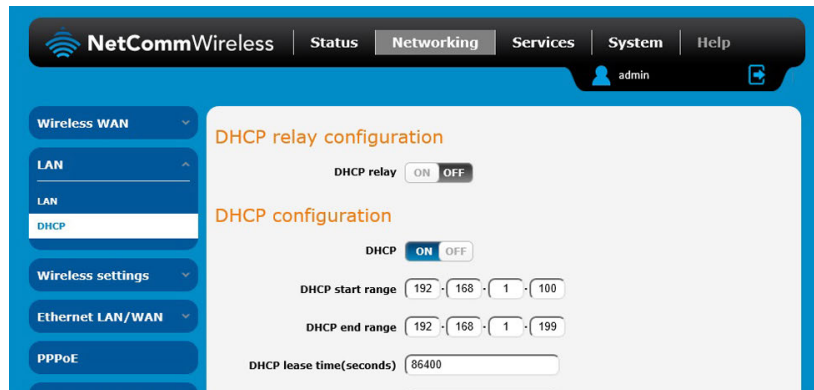 NetCommWireless Status Networking Services System Help
admin
Wireless WAN
LAN
LAN
DHCP
Wireless settings
Ethernet LAN/WAN
PPPoE
DHCP relay configuration
DHCP relay ON OFF
DHCP configuration
DHCP ON OFF
DHCP start range 192 . 168 . 1 . 100
DHCP end range 192 . 168 . 1 . 199
DHCP lease time(seconds) 86400